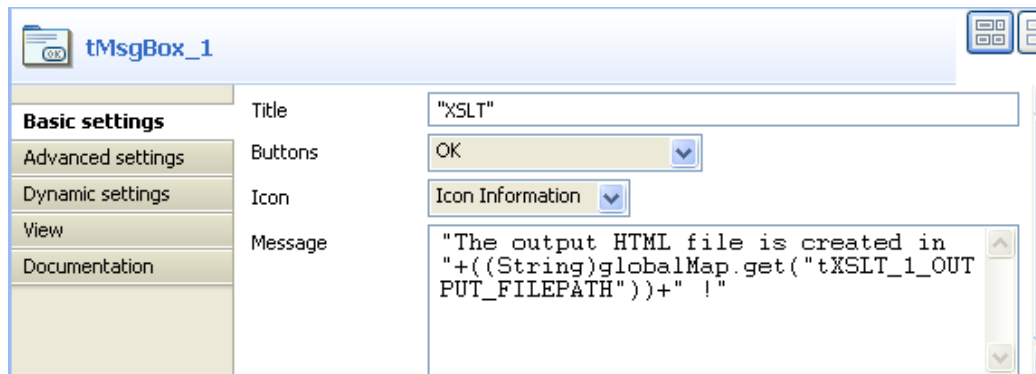 tMsgBox_1
Basic settings
Advanced settings
Dynamic settings
View
Documentation
Title "XSLT"
Buttons OK
Icon Icon Information
Message "The output HTML file is created in
"+((String)globalMap.get("tXSLT_1_OUT
PUT_FILEPATH"))+" !"